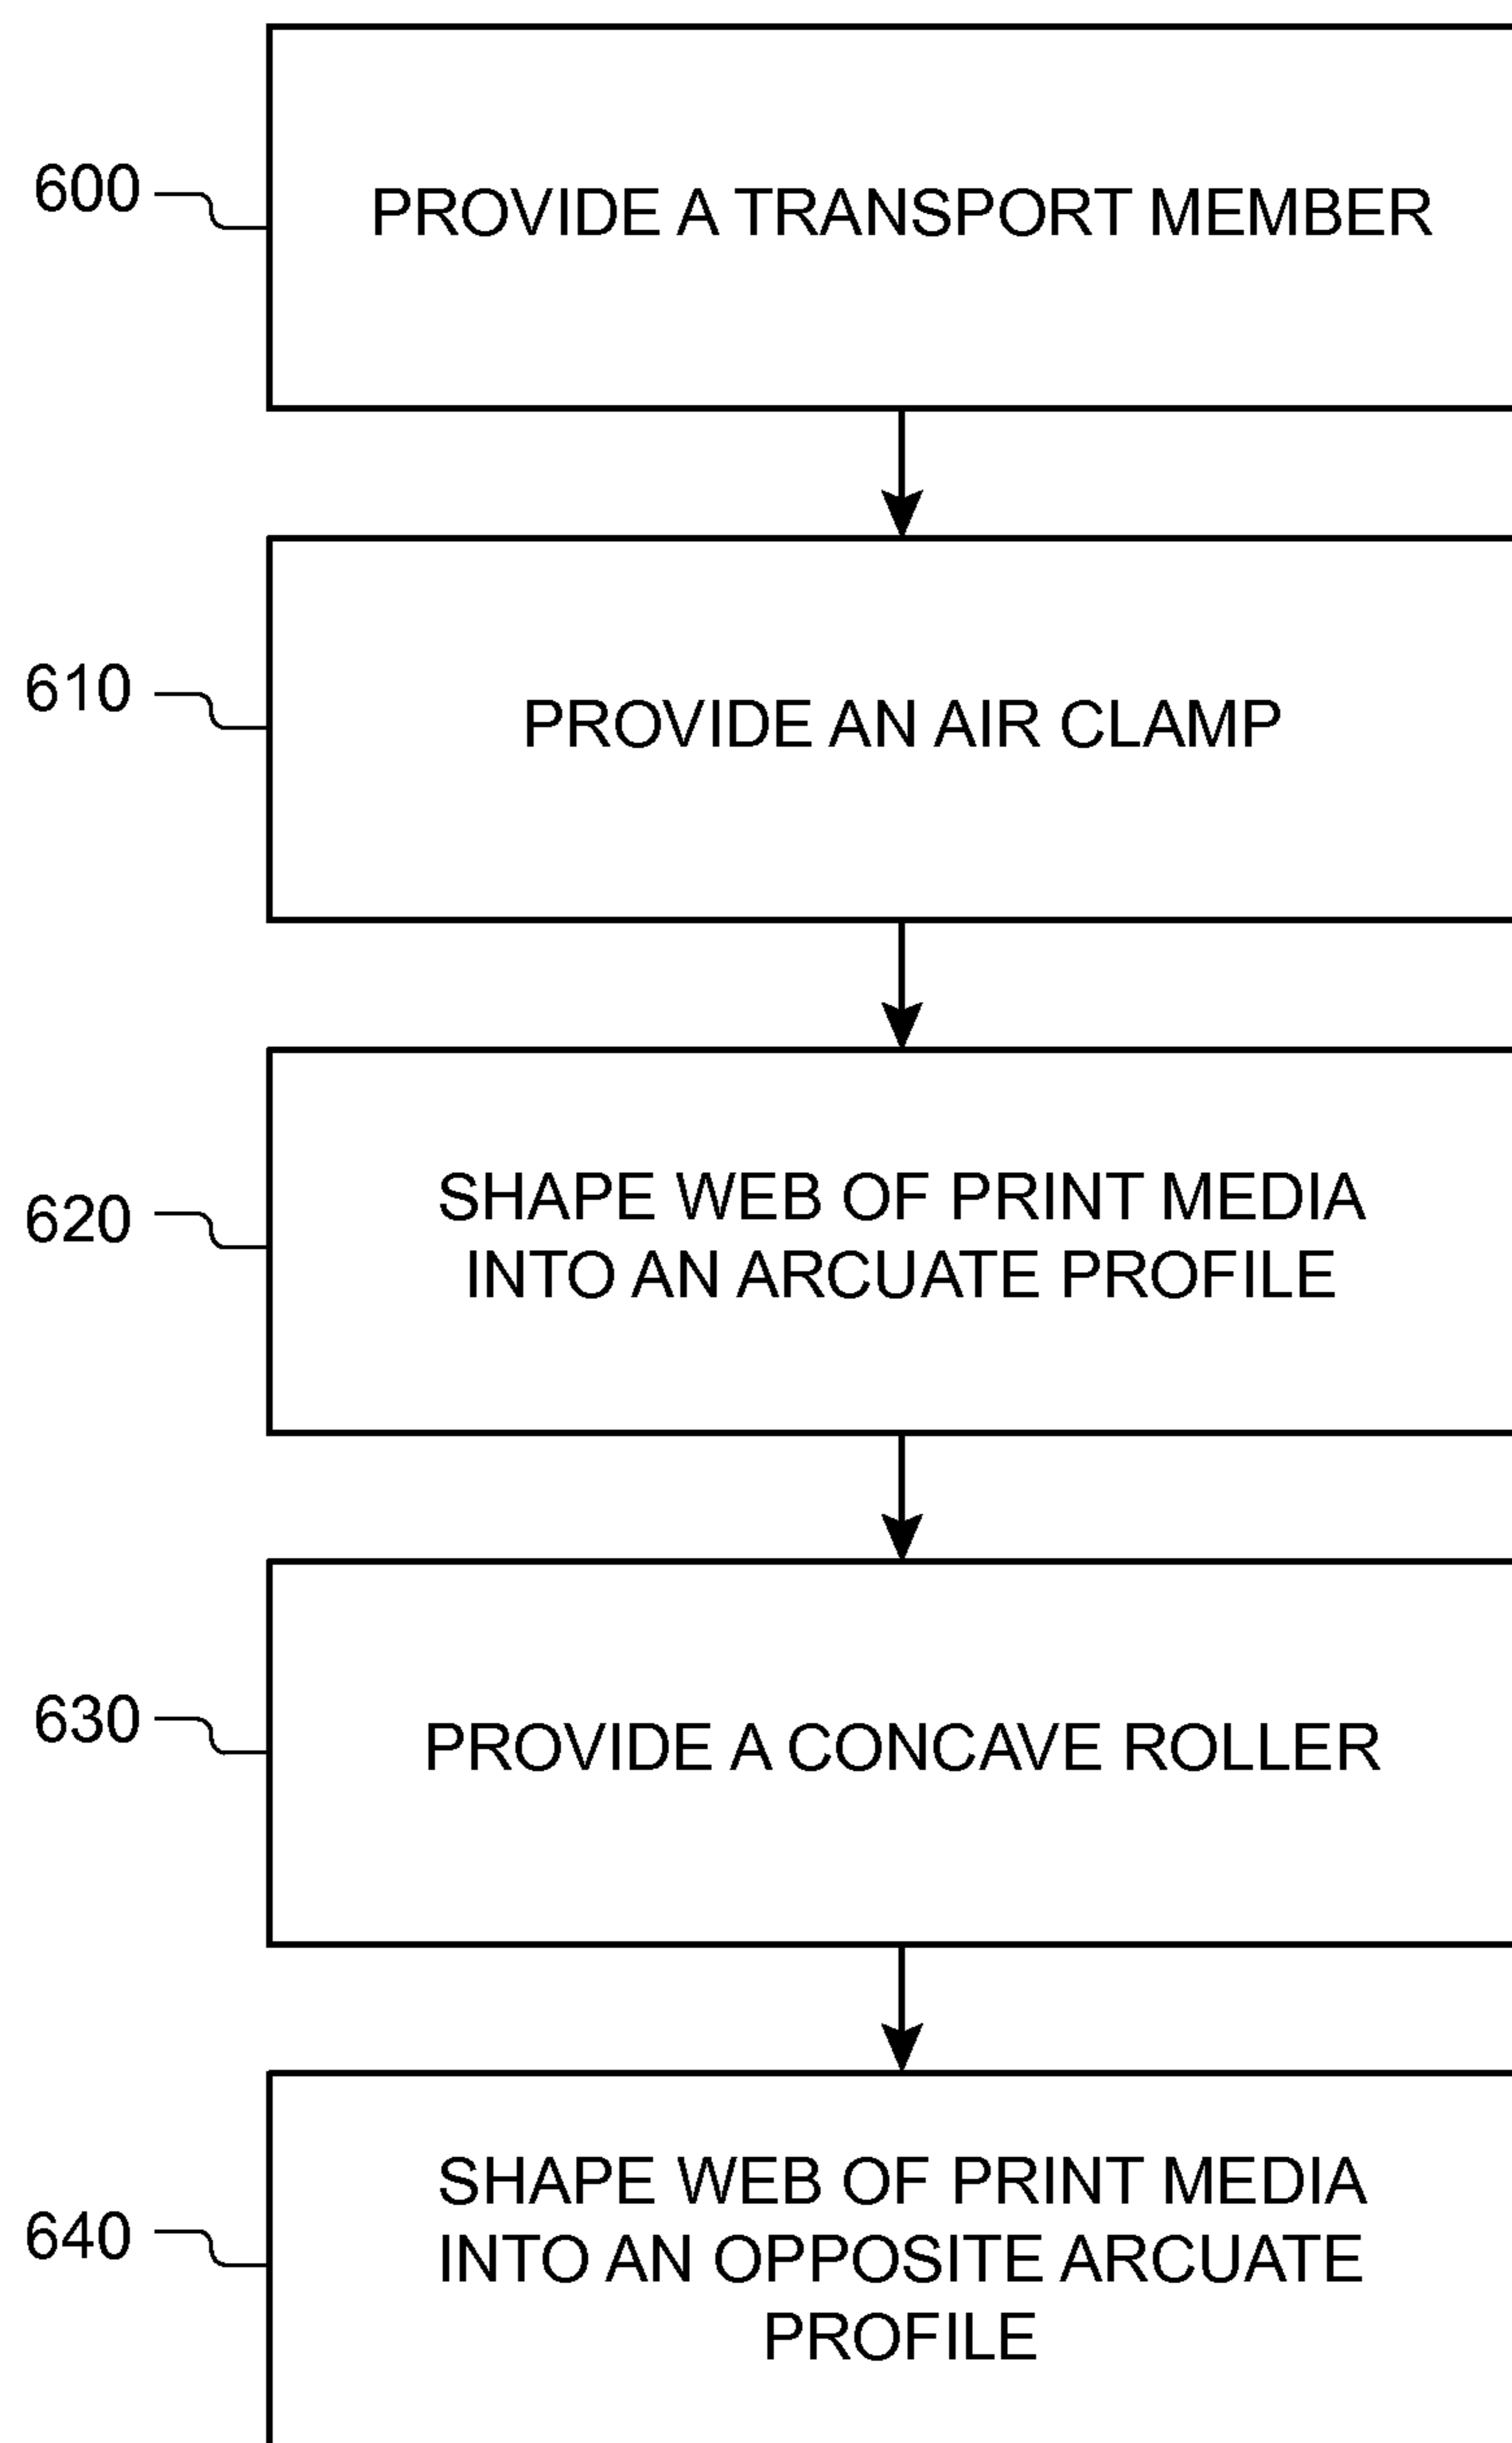 600
PROVIDE A TRANSPORT MEMBER
610
PROVIDE AN AIR CLAMP
620
SHAPE WEB OF PRINT MEDIA
INTO AN ARCUATE PROFILE
630
PROVIDE A CONCAVE ROLLER
640
SHAPE WEB OF PRINT MEDIA
INTO AN OPPOSITE ARCUATE
PROFILE